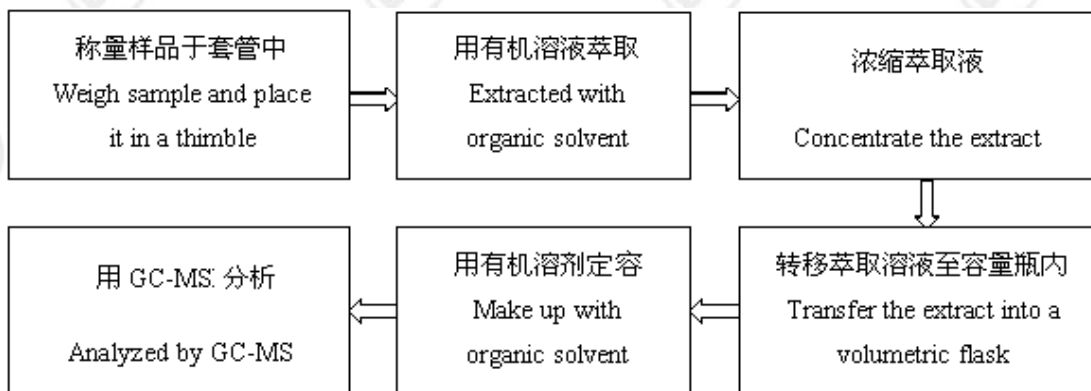 称量样品于套管中
Weigh sample and place
it in a thimble
用有机溶液萃取
Extracted with
organic solvent
浓缩萃取液
Concentrate the extract
转移萃取溶液至容量瓶内
Transfer the extract into a
volumetric flask
用有机溶剂定容
Make up with
organic solvent
用 GC-MS 分析
Analyzed by GC-MS